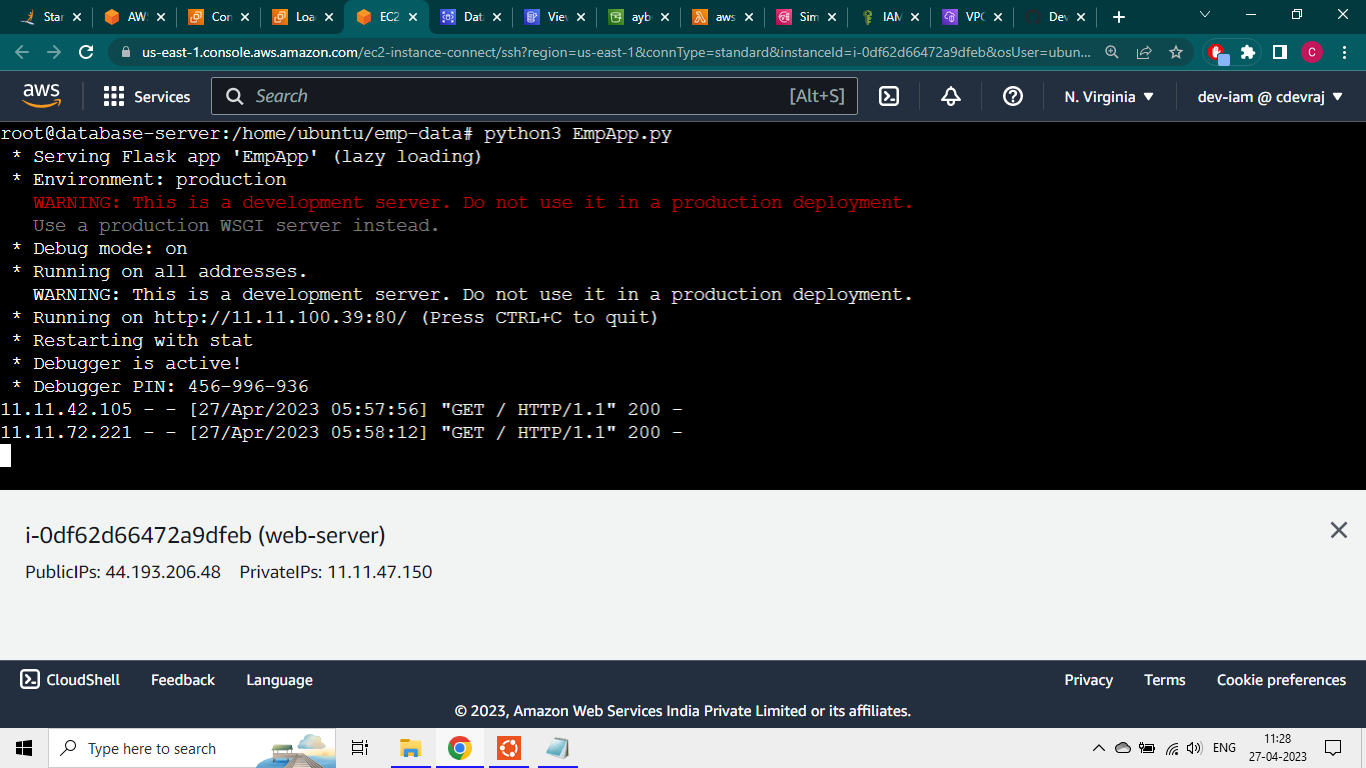 Star
AWS
Con
Loa
EC2
Data
View
ayb
aws
Sim
IAM
VPC
Dev
us-east-1.console.aws.amazon.com/ec2-instance-connect/ssh?region=us-east-1&connType=standard&instanceId=i-0df62d66472a9dfeb&osUser=ubun...
C
aws
Services
Search
[Alt+S]
N. Virginia
dev-iam @ cdevraj
root@database-server:/home/ubuntu/emp-data# python3 EmpApp.py
* Serving Flask app 'EmpApp' (lazy loading)
* Environment: production
WARNING: This is a development server. Do not use it in a production deployment.
Use a production WSGI server instead.
* Debug mode: on
* Running on all addresses.
WARNING: This is a development server. Do not use it in a production deployment.
* Running on http://11.11.100.39:80/ (Press CTRL+C to quit)
* Restarting with stat
* Debugger is active!
* Debugger PIN: 456-996-936
11.11.42.105 - - [27/Apr/2023 05:57:56] "GET / HTTP/1.1" 200 -
11.11.72.221 - - [27/Apr/2023 05:58:12] "GET / HTTP/1.1" 200 -
i-0df62d66472a9dfeb (web-server)
PublicIPs: 44.193.206.48 PrivateIPs: 11.11.47.150
CloudShell Feedback Language
Privacy Terms Cookie preferences
© 2023, Amazon Web Services India Private Limited or its affiliates.
Type here to search
ENG
11:28
27-04-2023